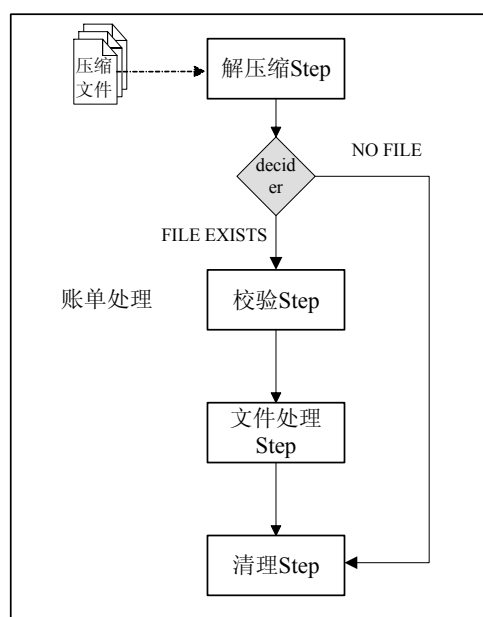 压缩
文件
解压缩Step
NO FILE
decid
er
FILE EXISTS
账单处理
校验Step
文件处理
Step
清理Step